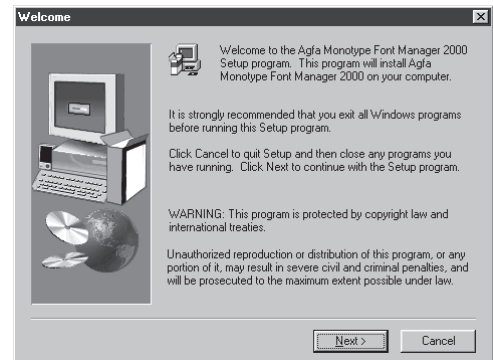 Welcome
Welcome to the Agfa Monotype Font Manager 2000
Setup program. This program will install Agfa
Monotype Font Manager 2000 on your computer.
It is strongly recommended that you exit all Windows programs
before running this Setup program.
Click Cancel to quit Setup and then close any programs you
have running. Click Next to continue with the Setup program.
WARNING: This program is protected by copyright law and
international treaties.
Unauthorized reproduction or distribution of this program, or any
portion of it, may result in severe civil and criminal penalties, and
will be prosecuted to the maximum extent possible under law.
Next > Cancel